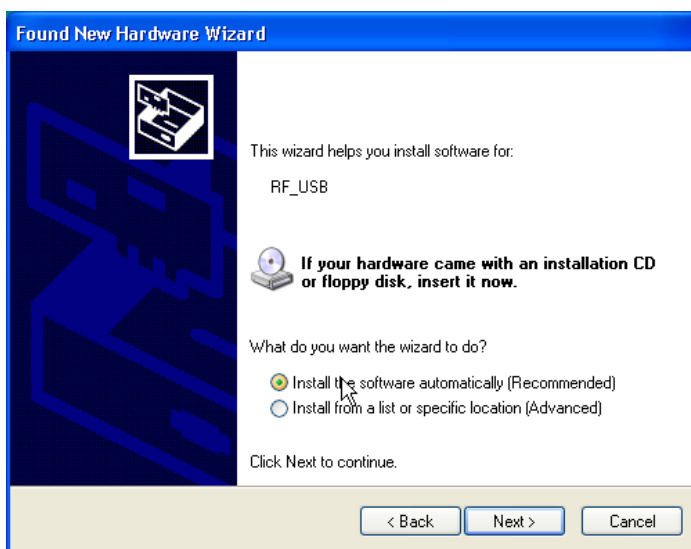 Found New Hardware Wizard
This wizard helps you install software for:
RF_USB
If your hardware came with an installation CD
or floppy disk, insert it now.
What do you want the wizard to do?
Install the software automatically (Recommended)
Install from a list or specific location (Advanced)
Click Next to continue.
< Back
Next >
Cancel